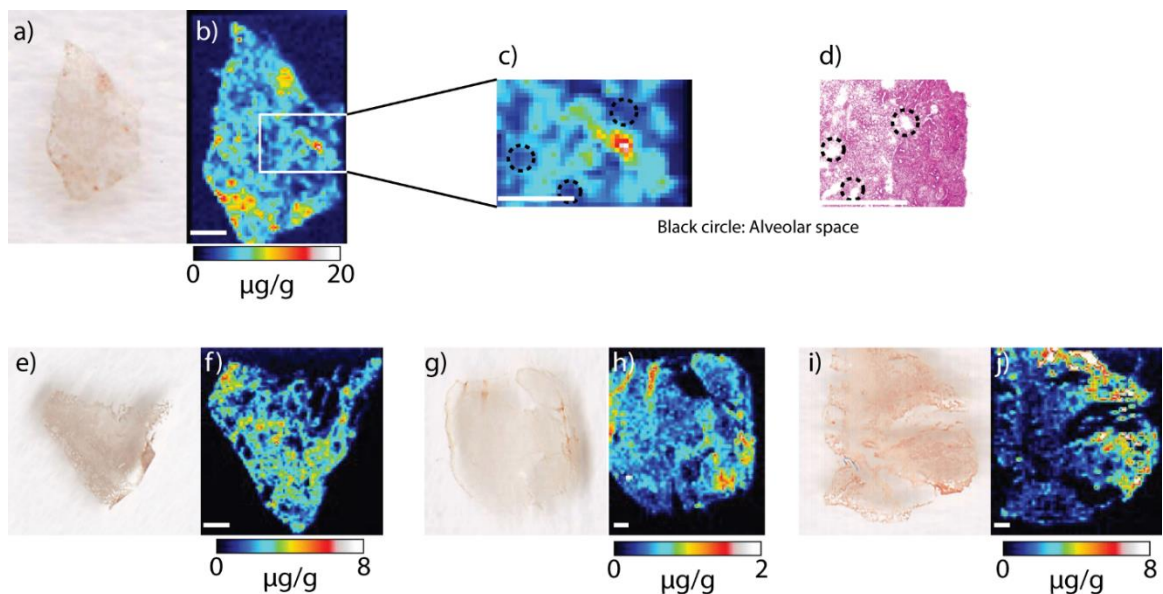 a)
b)
c)
d)
Black circle: Alveolar space
0 20
µg/g
e)
f)
g)
h)
i)
j)
0 8
µg/g
0 2
µg/g
0 8
µg/g